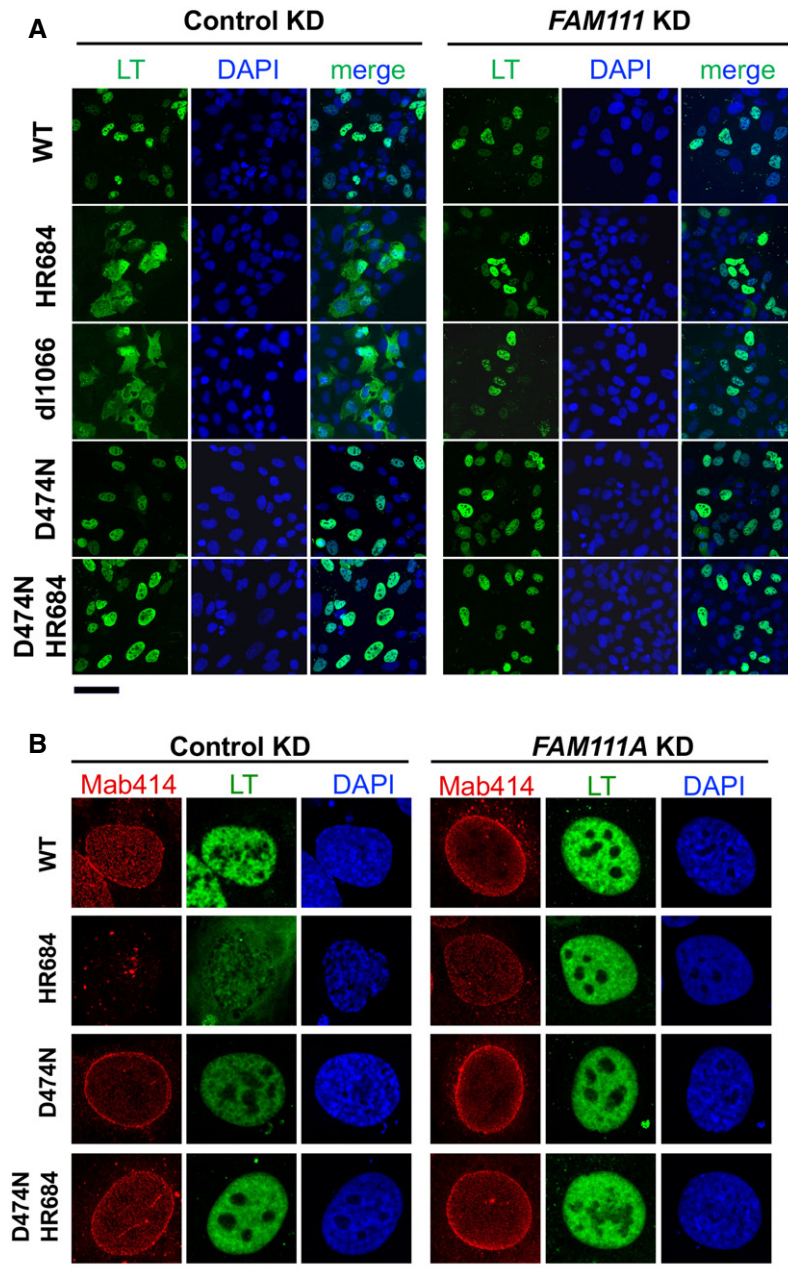 A
Control KD
FAM111 KD
LT DAPI merge LT DAPI merge
WT
HR684
dl1066
D474N
D474N
HR684
B
Control KD
FAM111A KD
Mab414 LT DAPI Mab414 LT DAPI
WT
HR684
D474N
D474N
HR684